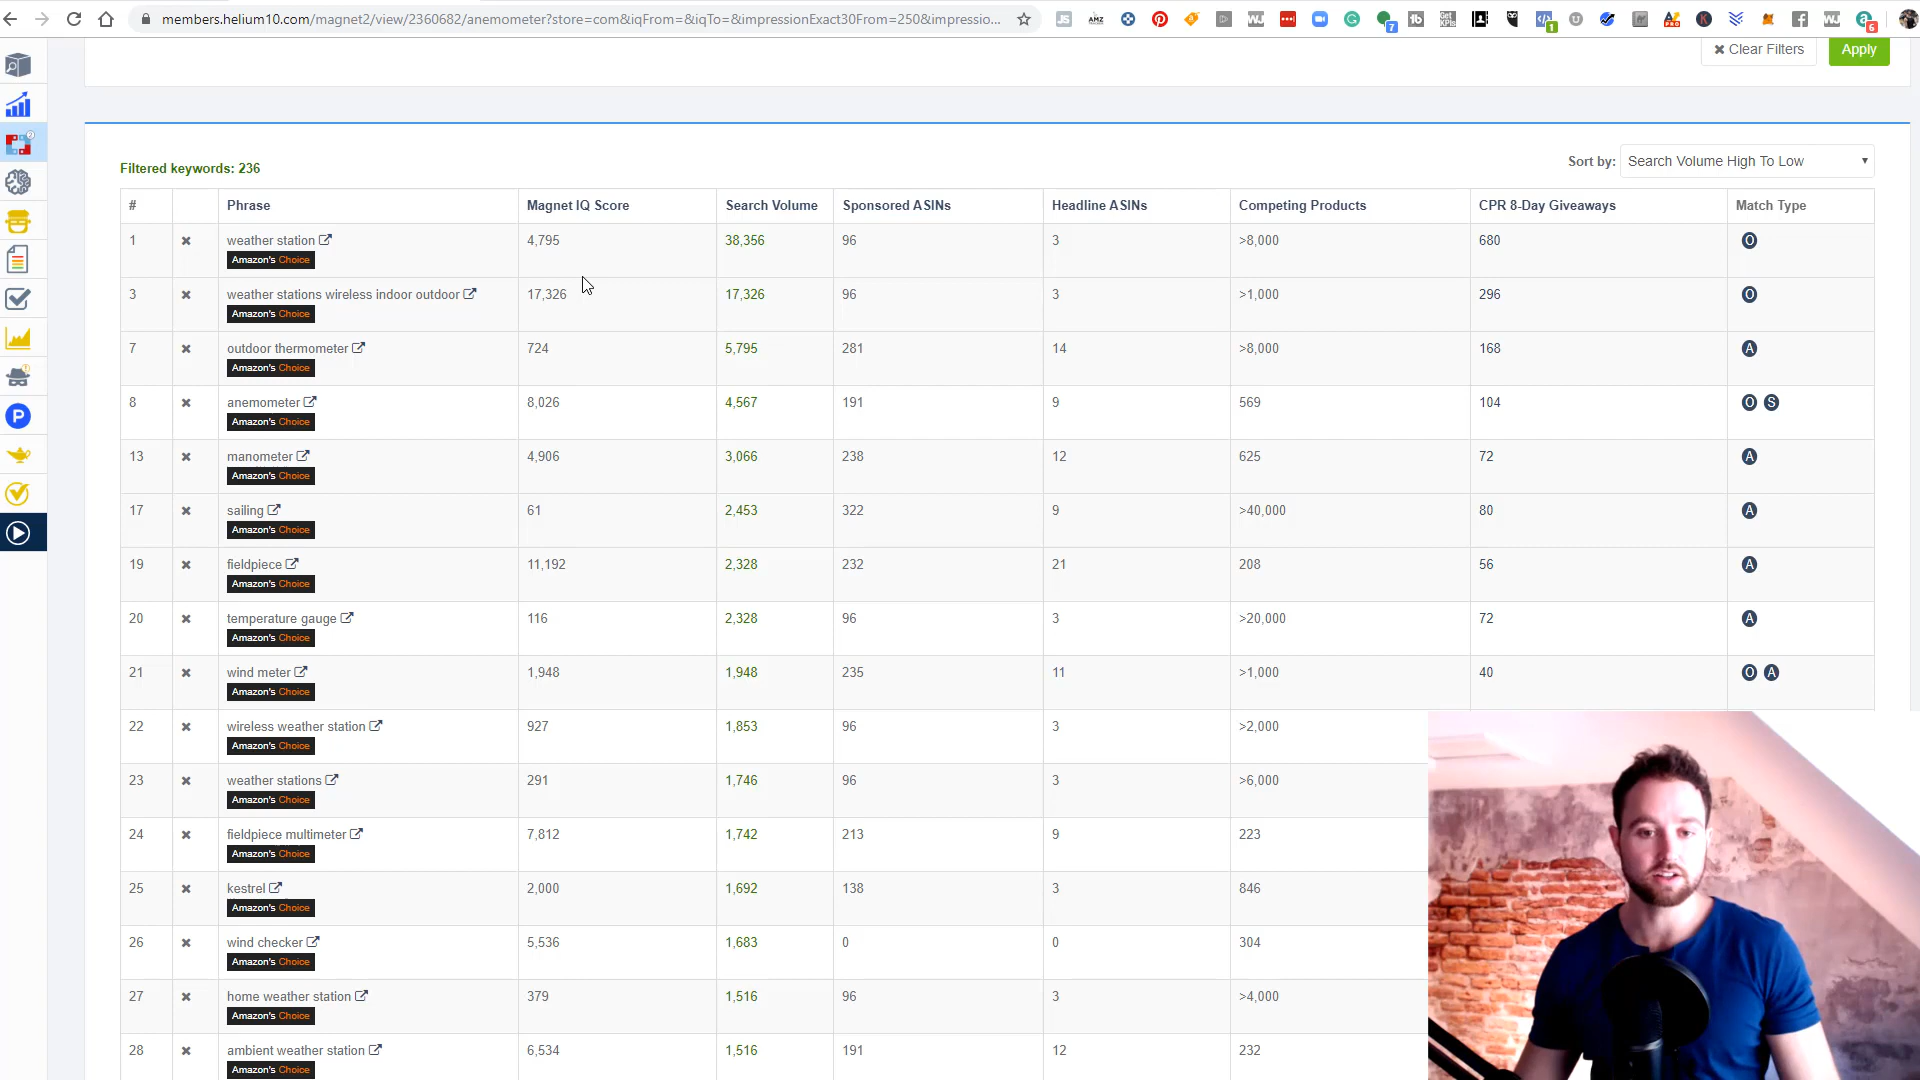 members.helium10.com/magnet2/view/2360682/anemometer?store=com&iqFrom=&iqTo=&impressionExact30From=250&impressio...
Clear Filters Apply
Filtered keywords: 236 Sort by: Search Volume High To Low
# Phrase Magnet IQ Score Search Volume Sponsored ASINs Headline ASINs Competing Products CPR 8-Day Giveaways Match Type
1 weather station 4,795 38,356 96 3 >8,000 680 O
Amazon's Choice
3 weather stations wireless indoor outdoor 17,326 17,326 96 3 >1,000 296 O
Amazon's Choice
7 outdoor thermometer 724 5,795 281 14 >8,000 168 A
Amazon's Choice
8 anemometer 8,026 4,567 191 9 569 104 O S
Amazon's Choice
13 manometer 4,906 3,066 238 12 625 72 A
Amazon's Choice
17 sailing 61 2,453 322 9 >40,000 80 A
Amazon's Choice
19 fieldpiece 11,192 2,328 232 21 208 56 A
Amazon's Choice
20 temperature gauge 116 2,328 96 3 >20,000 72 A
Amazon's Choice
21 wind meter 1,948 1,948 235 11 >1,000 40 O A
Amazon's Choice
22 wireless weather station 927 1,853 96 3 >2,000
Amazon's Choice
23 weather stations 291 1,746 96 3 >6,000
Amazon's Choice
24 fieldpiece multimeter 7,812 1,742 213 9 223
Amazon's Choice
25 kestrel 2,000 1,692 138 3 846
Amazon's Choice
26 wind checker 5,536 1,683 0 0 304
Amazon's Choice
27 home weather station 379 1,516 96 3 >4,000
Amazon's Choice
28 ambient weather station 6,534 1,516 191 12 232
Amazon's Choice